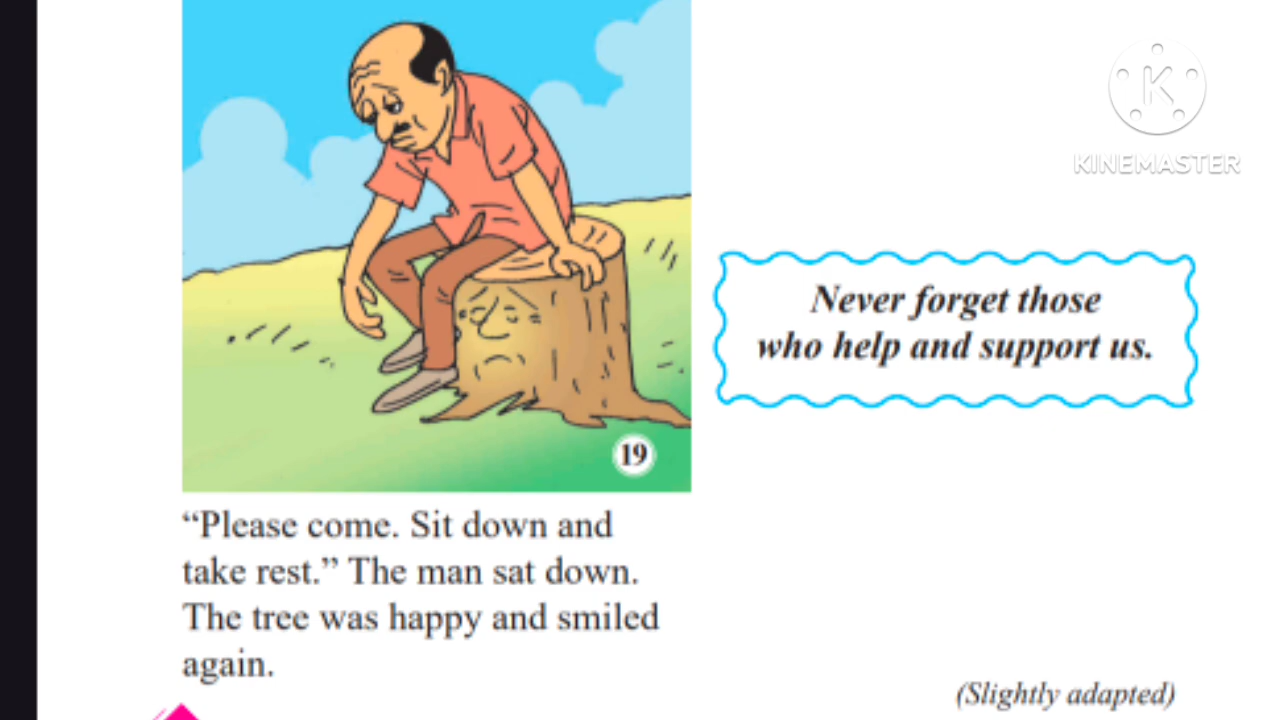 K
KINEMASTER
Never forget those
who help and support us.
19
“Please come. Sit down and
take rest.” The man sat down.
The tree was happy and smiled
again.
(Slightly adapted)